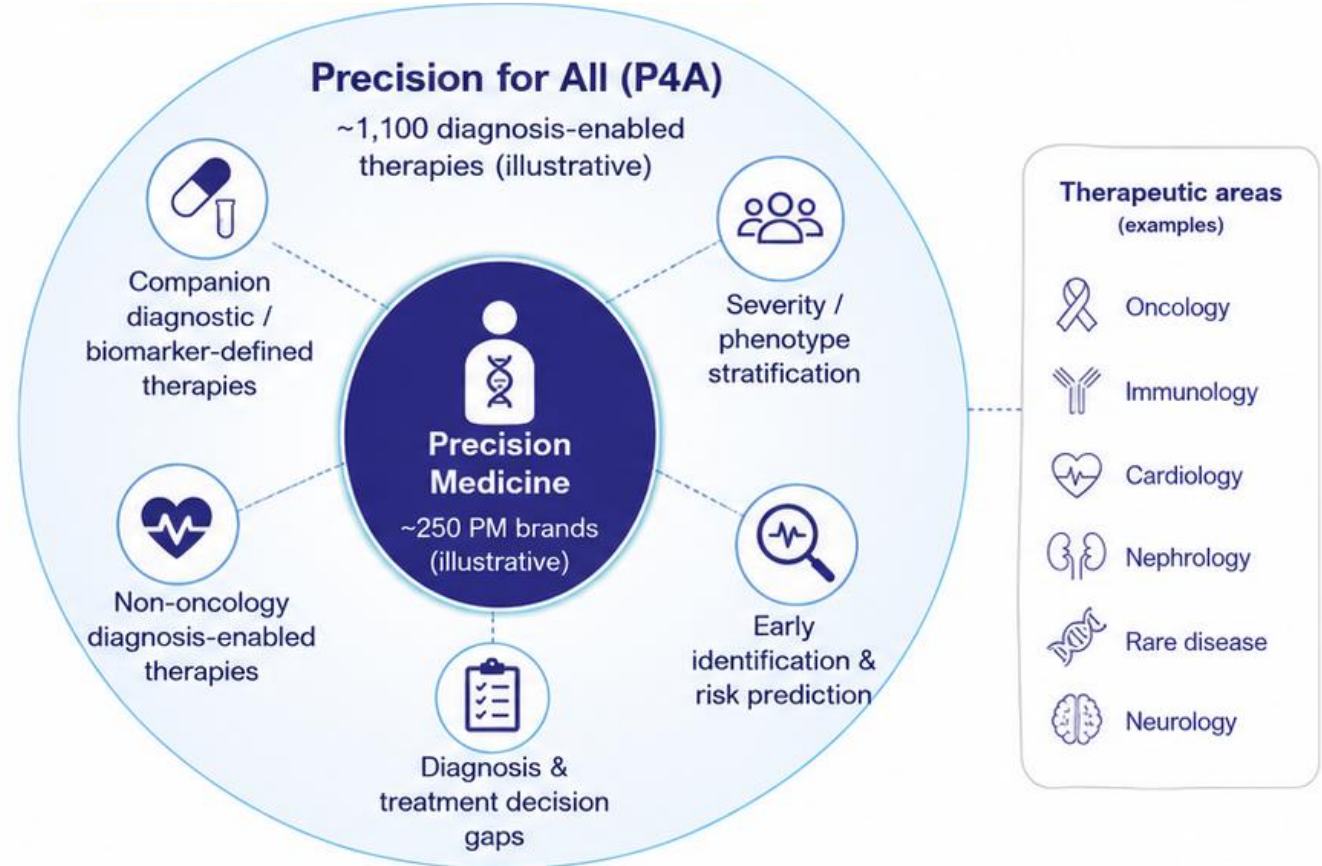 Precision for All (P4A)
~1,100 diagnosis-enabled
therapies (illustrative)
Companion
diagnostic /
biomarker-defined
therapies
Severity /
phenotype
stratification
Precision
Medicine
~250 PM brands
(illustrative)
Non-oncology
diagnosis-enabled
therapies
Early
identification &
risk prediction
Diagnosis &
treatment decision
gaps
Therapeutic areas
(examples)
Oncology
Immunology
Cardiology
Nephrology
Rare disease
Neurology